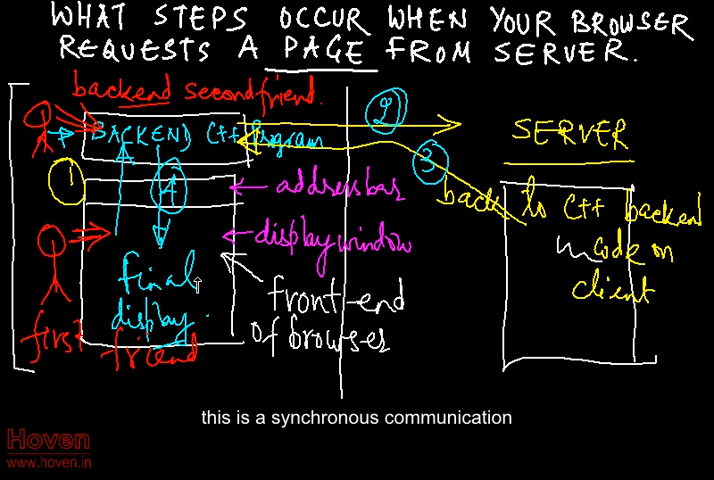 WHAT STEPS OCCUR WHEN YOUR BROWSER
REQUESTS A PAGE FROM SERVER.
backend second friend.
BACKEND C++ Program
2
SERVER
3
1
4
addressbar
back to C++ backend
code on
client
display window
final
display.
front-end
of browser
first friend
this is a synchronous communication
Hoven
www.hoven.in